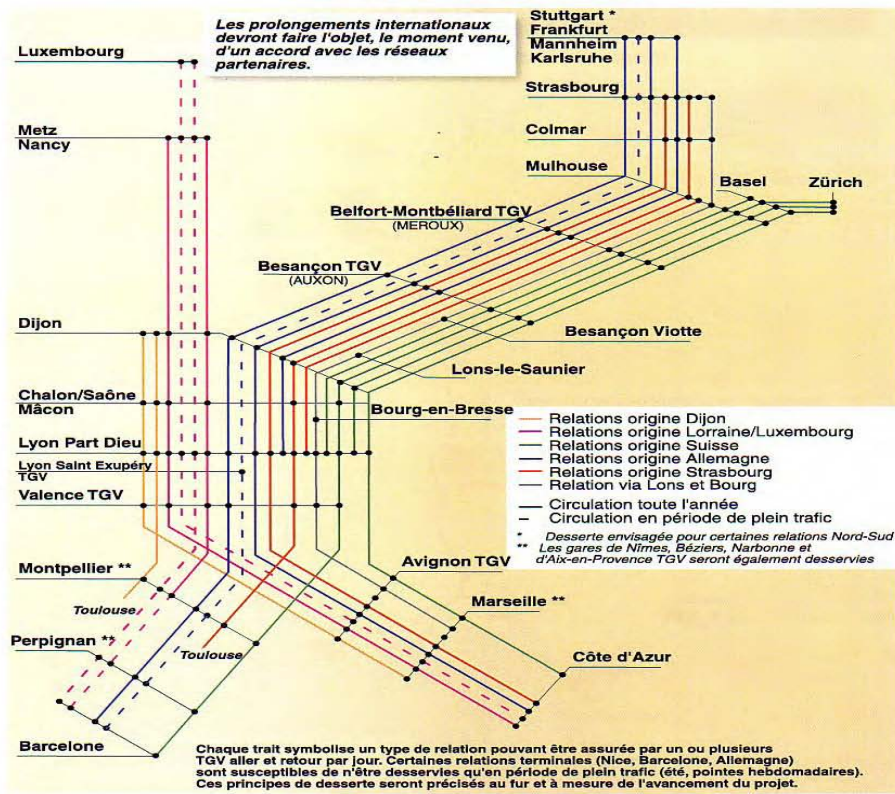 Les prolongements internationaux
devront faire l'objet, le moment venu,
d'un accord avec les réseaux
partenaires.
Stuttgart *
Frankfurt
Mannheim
Karlsruhe
Luxembourg
Strasbourg
Metz
Nancy
Colmar
Mulhouse
Basel
Zürich
Belfort-Montbéliard TGV
(MEROUX)
Besançon TGV
(AUXON)
Dijon
Besançon Viotte
Lons-le-Saunier
Chalon/Saône
Mâcon
Bourg-en-Bresse
Lyon Part Dieu
Lyon Saint Exupéry
TGV
Valence TGV
Relations origine Dijon
Relations origine Lorraine/Luxembourg
Relations origine Suisse
Relations origine Allemagne
Relations origine Strasbourg
Relation via Lons et Bourg
Circulation toute l'année
Circulation en période de plein trafic
* Desserte envisagée pour certaines relations Nord-Sud
** Les gares de Nîmes, Béziers, Narbonne et
d'Aix-en-Provence TGV seront également desservies
Avignon TGV
Montpellier **
Marseille **
Toulouse
Perpignan **
Toulouse
Côte d'Azur
Barcelone
Chaque trait symbolise un type de relation pouvant être assurée par un ou plusieurs
TGV aller et retour par jour. Certaines relations terminales (Nice, Barcelone, Allemagne)
sont susceptibles de n'être desservies qu'en période de plein trafic (été, pointes hebdomadaires).
Ces principes de desserte seront précisés au fur et à mesure de l'avancement du projet.